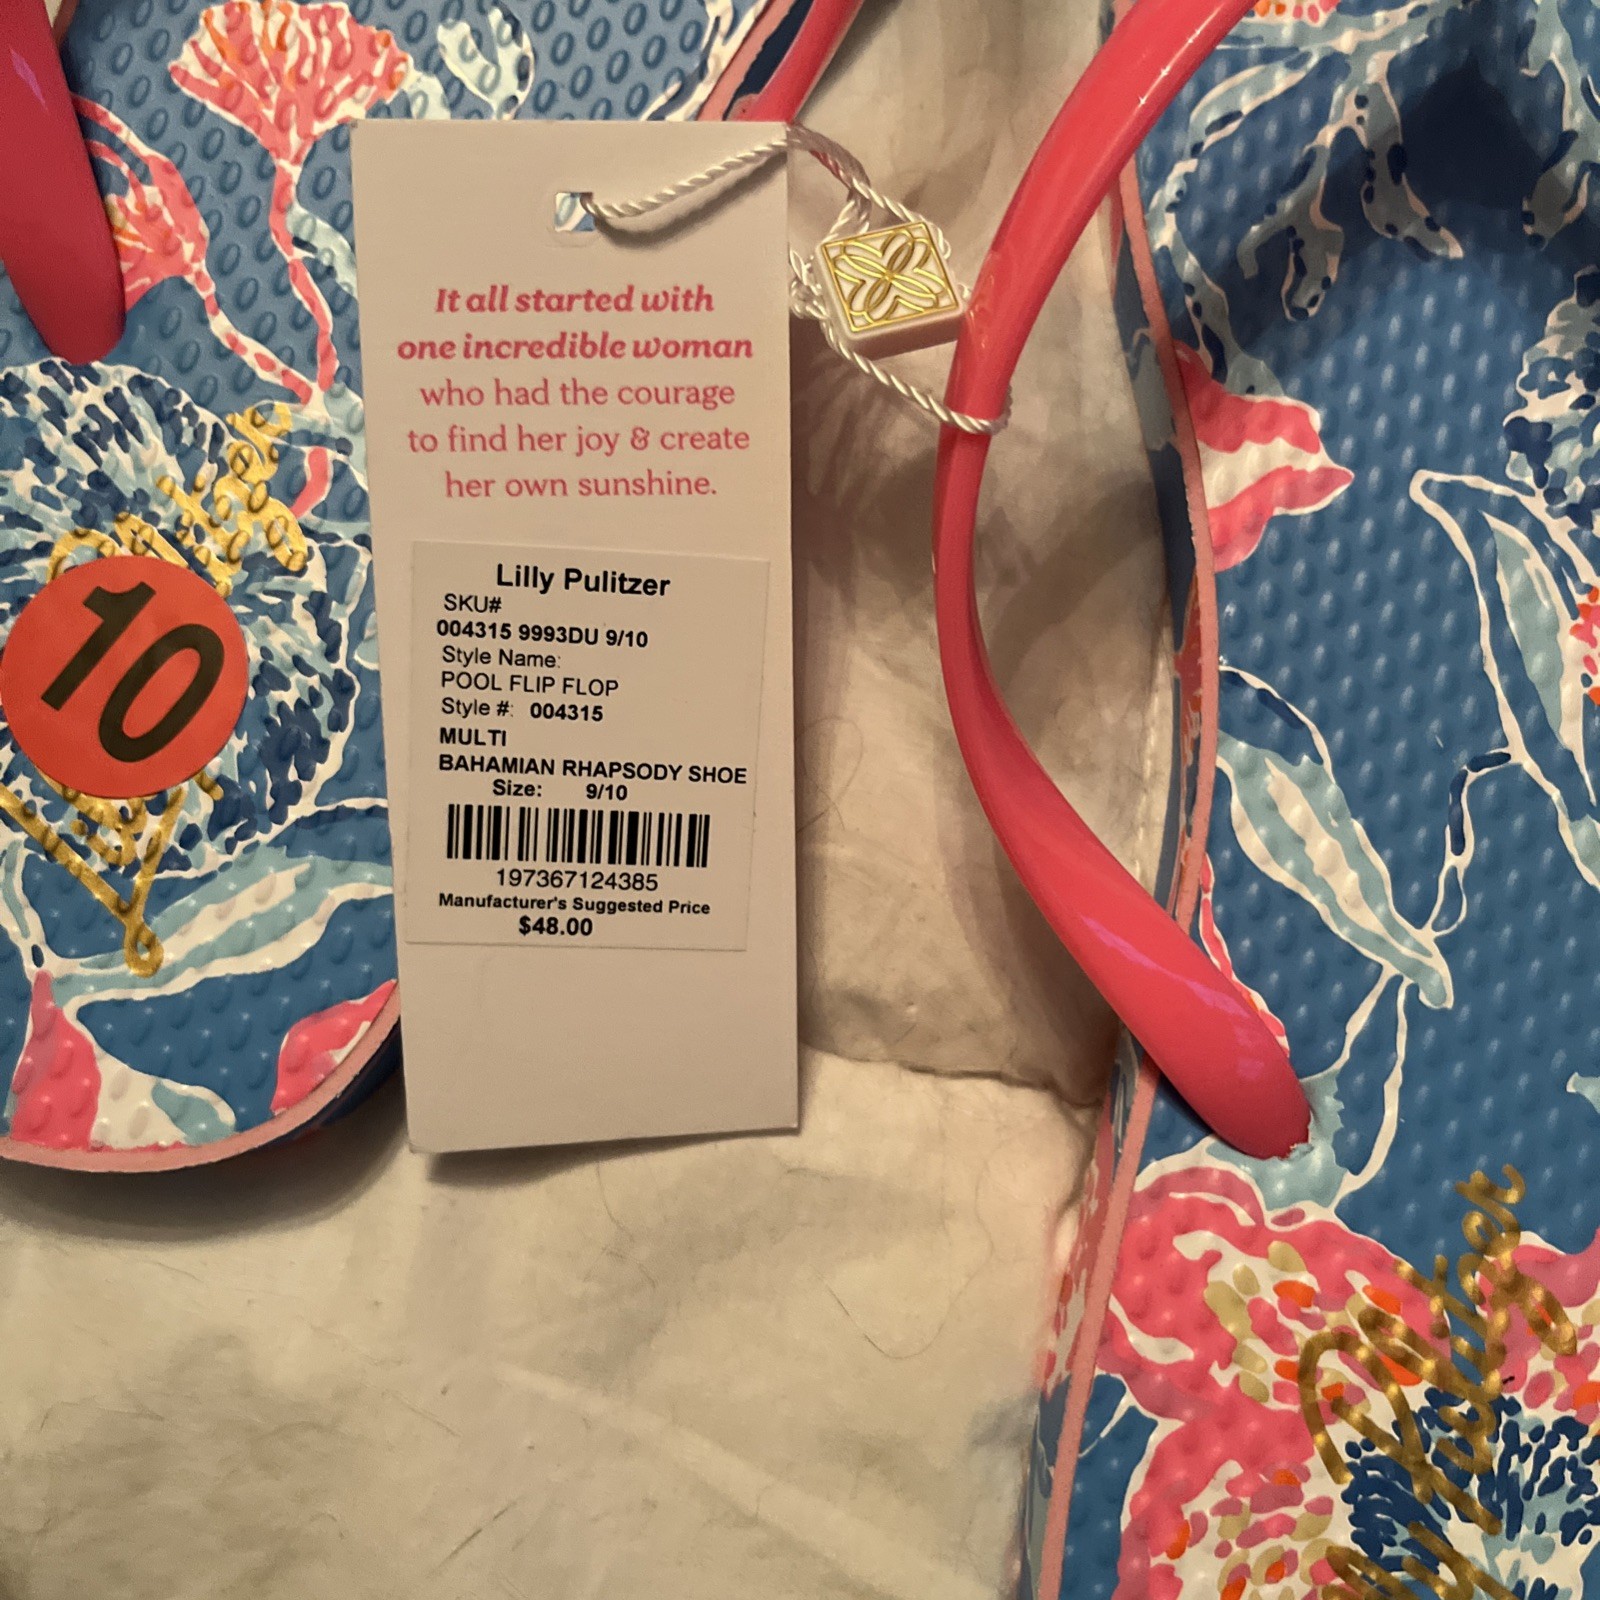 It all started with
one incredible woman
who had the courage
to find her joy & create
her own sunshine.
Lilly Pulitzer
SKU#
004315 9993DU 9/10
Style Name:
POOL FLIP FLOP
Style #: 004315
MULTI
BAHAMIAN RHAPSODY SHOE
Size: 9/10
197367124385
Manufacturer's Suggested Price
$48.00
10
Pulitzer